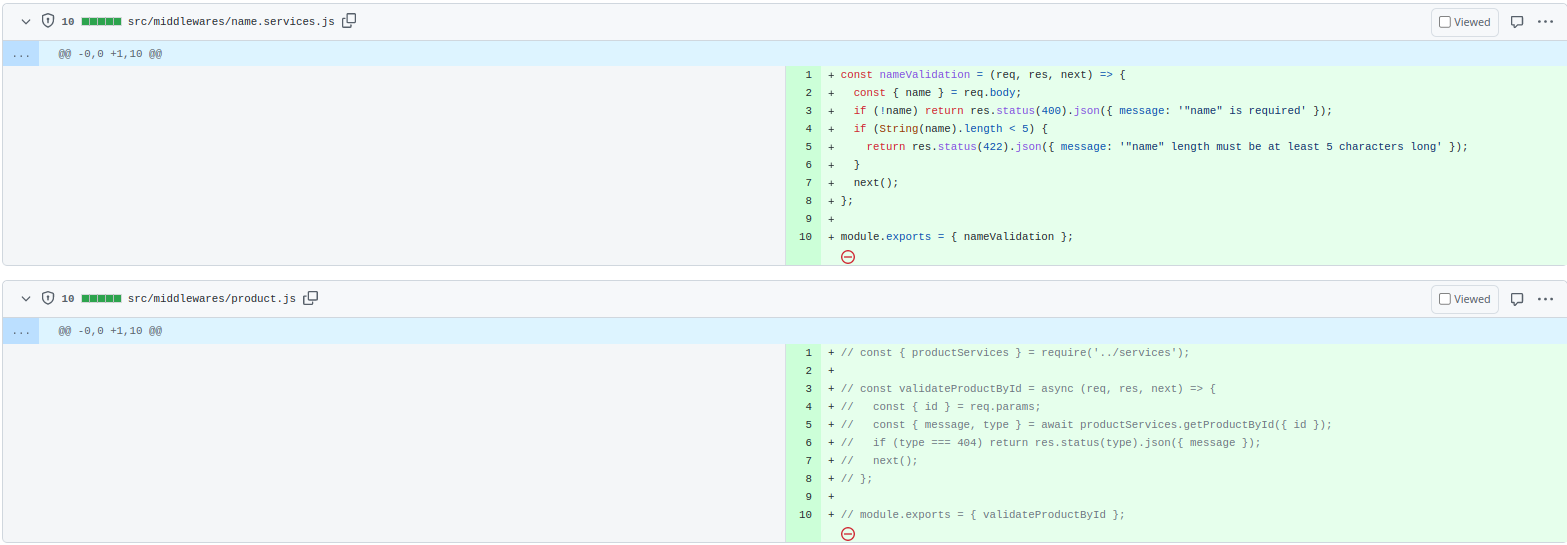 10 src/middlewares/name.services.js Viewed
... @@ -0,0 +1,10 @@
1 + const nameValidation = (req, res, next) => {
2 +   const { name } = req.body;
3 +   if (!name) return res.status(400).json({ message: '"name" is required' });
4 +   if (String(name).length < 5) {
5 +     return res.status(422).json({ message: '"name" length must be at least 5 characters long' });
6 +   }
7 +   next();
8 + };
9 +
10 + module.exports = { nameValidation };
10 src/middlewares/product.js Viewed
... @@ -0,0 +1,10 @@
1 + // const { productServices } = require('../services');
2 +
3 + // const validateProductById = async (req, res, next) => {
4 + //   const { id } = req.params;
5 + //   const { message, type } = await productServices.getProductById({ id });
6 + //   if (type === 404) return res.status(type).json({ message });
7 + //   next();
8 + // };
9 +
10 + // module.exports = { validateProductById };